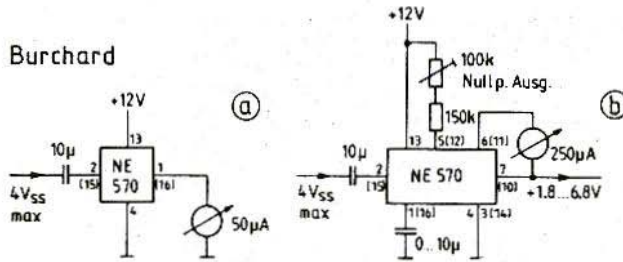 Burchard
a
+12V
13
10µ
2
(15)
NE
570
1
(16)
4VSS
max
4
50µA
b
+12V
100k
Nullp. Ausg.
150k
13
5(12)
6(11)
250µA
10µ
2
(15)
NE 570
7
(10)
+1.8...6.8V
4VSS
max
1(16)
4
3(14)
0..10µ